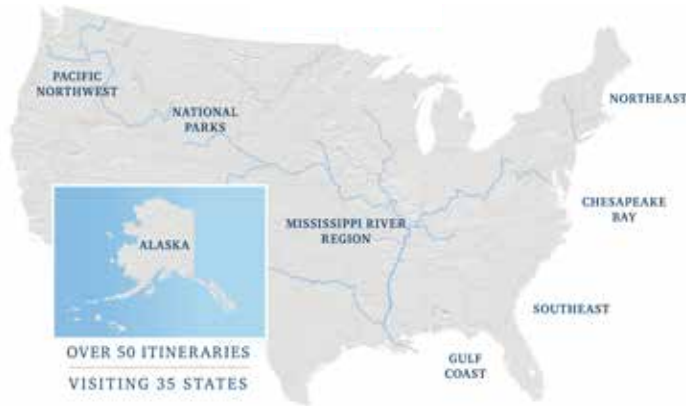 PACIFIC
NORTHWEST
NATIONAL
PARKS
NORTHEAST
CHESAPEAKE
BAY
MISSISSIPPI RIVER
REGION
ALASKA
SOUTHEAST
GULF
COAST
OVER 50 ITINERARIES
VISITING 35 STATES